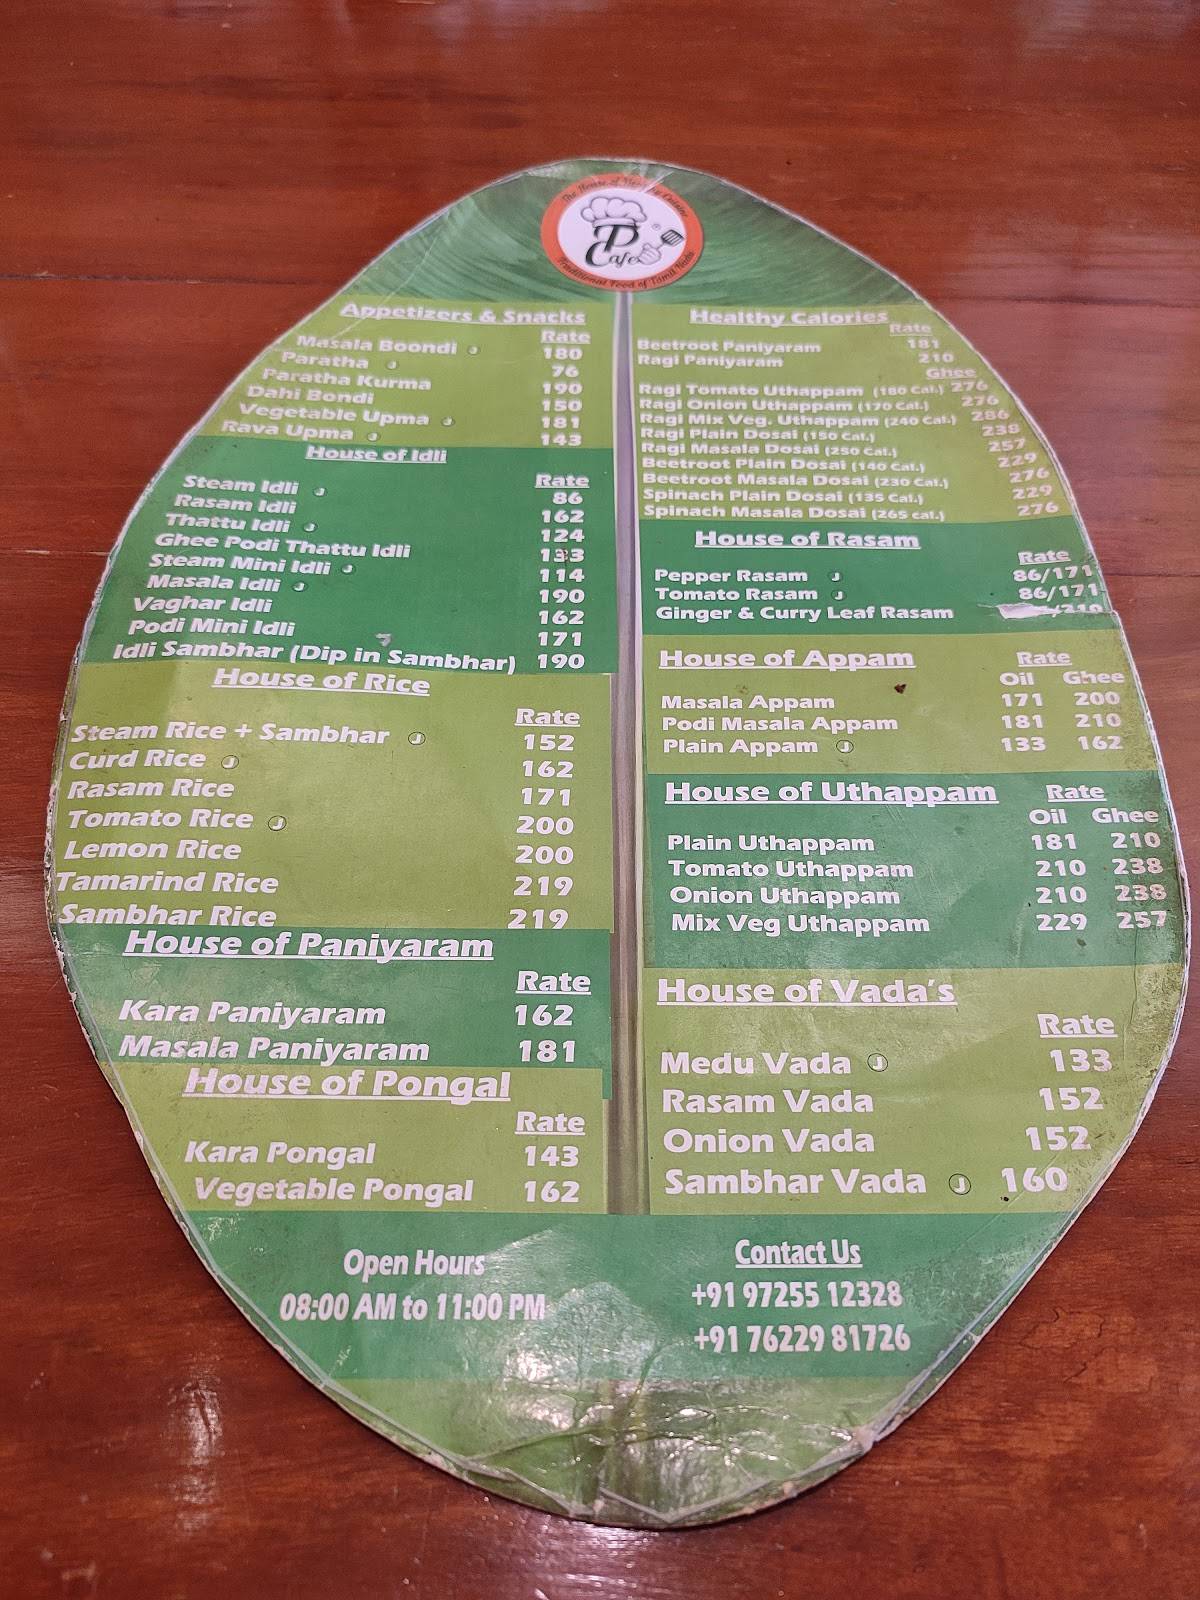 The House of Healthy Cuisine
TP
Cafe
®
Traditional Food of Tamil Nadu
Appetizers & Snacks
Rate
Masala Boondi J 180
Paratha J 76
Paratha Kurma 190
Dahi Bondi 150
Vegetable Upma J 181
Rava Upma J 143
House of Idli
Rate
Steam Idli J 86
Rasam Idli 162
Thattu Idli J 124
Ghee Podi Thattu Idli 133
Steam Mini Idli J 114
Masala Idli J 190
Vaghar Idli 162
Podi Mini Idli 171
Idli Sambhar (Dip in Sambhar) 190
House of Rice
Rate
Steam Rice + Sambhar J 152
Curd Rice J 162
Rasam Rice 171
Tomato Rice J 200
Lemon Rice 200
Tamarind Rice 219
Sambhar Rice 219
House of Paniyaram
Rate
Kara Paniyaram 162
Masala Paniyaram 181
House of Pongal
Rate
Kara Pongal 143
Vegetable Pongal 162
Open Hours
08:00 AM to 11:00 PM
Healthy Calories
Rate
Beetroot Paniyaram 181
Ragi Paniyaram 210
Ghee
Ragi Tomato Uthappam (180 Cal.) 276
Ragi Onion Uthappam (170 Cal.) 276
Ragi Mix Veg. Uthappam (240 Cal.) 286
Ragi Plain Dosai (150 Cal.) 238
Ragi Masala Dosai (250 Cal.) 257
Beetroot Plain Dosai (140 Cal.) 229
Beetroot Masala Dosai (230 Cal.) 276
Spinach Plain Dosai (135 Cal.) 229
Spinach Masala Dosai (265 cal.) 276
House of Rasam
Rate
Pepper Rasam J 86/171
Tomato Rasam J 86/171
Ginger & Curry Leaf Rasam /219
House of Appam Rate
Oil Ghee
Masala Appam 171 200
Podi Masala Appam 181 210
Plain Appam J 133 162
House of Uthappam Rate
Oil Ghee
Plain Uthappam 181 210
Tomato Uthappam 210 238
Onion Uthappam 210 238
Mix Veg Uthappam 229 257
House of Vada's
Rate
Medu Vada J 133
Rasam Vada 152
Onion Vada 152
Sambhar Vada J 160
Contact Us
+91 97255 12328
+91 76229 81726